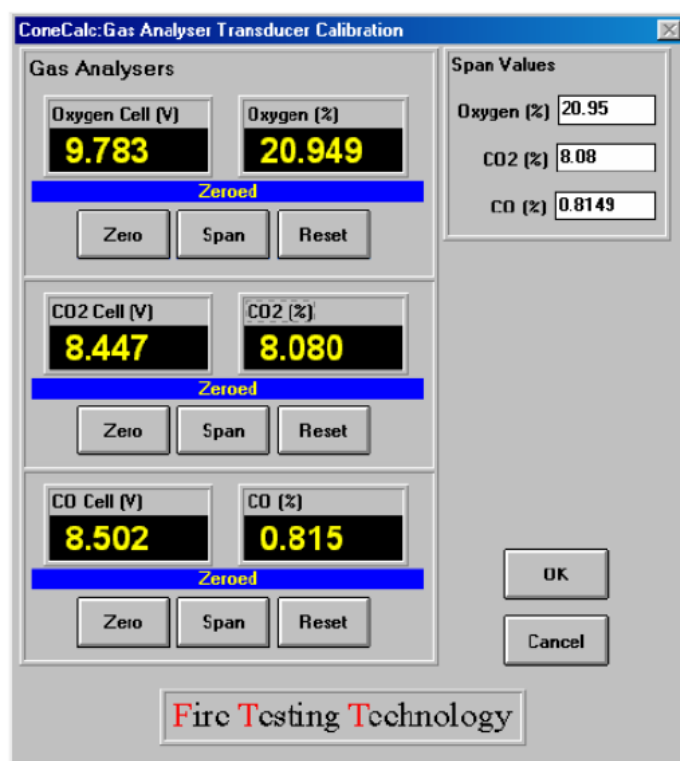 ConeCalc:Gas Analyser Transducer Calibration
Gas Analysers
Oxygen Cell (V)
9.783
Oxygen (%)
20.949
Zeroed
Zero
Span
Reset
CO2 Cell (V)
8.447
CO2 (%)
8.080
Zeroed
Zero
Span
Reset
CO Cell (V)
8.502
CO (%)
0.815
Zeroed
Zero
Span
Reset
Span Values
Oxygen (%) 20.95
CO2 (%) 8.08
CO (%) 0.8149
OK
Cancel
Fire Testing Technology